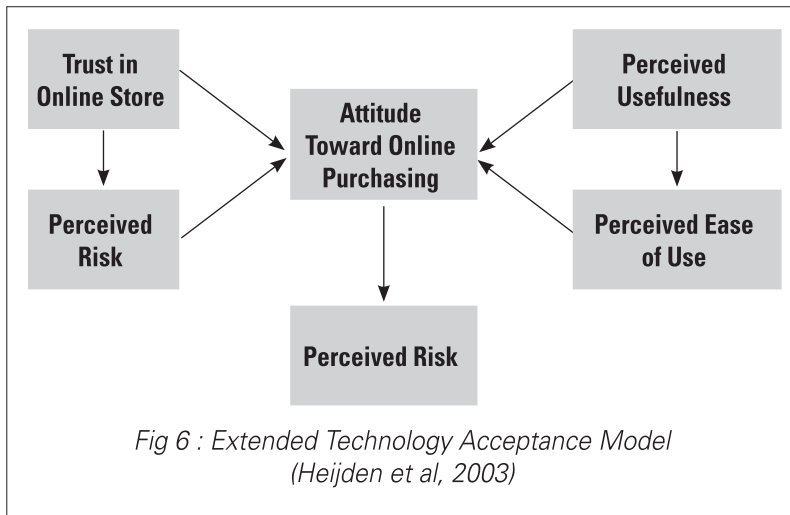 Trust in
Online Store
Perceived
Risk
Attitude
Toward Online
Purchasing
Perceived
Usefulness
Perceived Ease
of Use
Perceived Risk
Fig 6 : Extended Technology Acceptance Model
(Heijden et al, 2003)